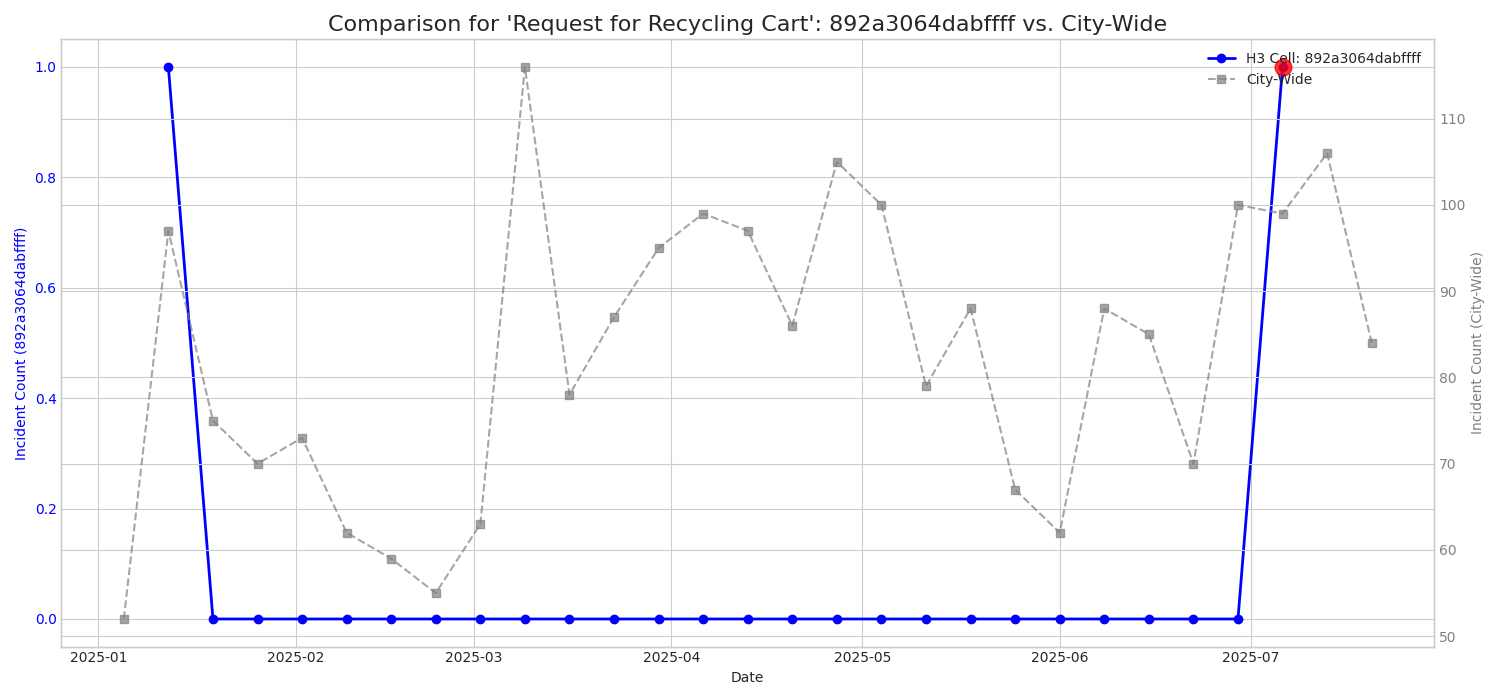 Comparison for 'Request for Recycling Cart': 892a3064dabffff vs. City-Wide
H3 Cell: 892a3064dabffff
City-Wide
Incident Count (892a3064dabffff)
1.0
0.8
0.6
0.4
0.2
0.0
110
100
90
80
70
60
50
Incident Count (City-Wide)
2025-01 2025-02 2025-03 2025-04 2025-05 2025-06 2025-07
Date